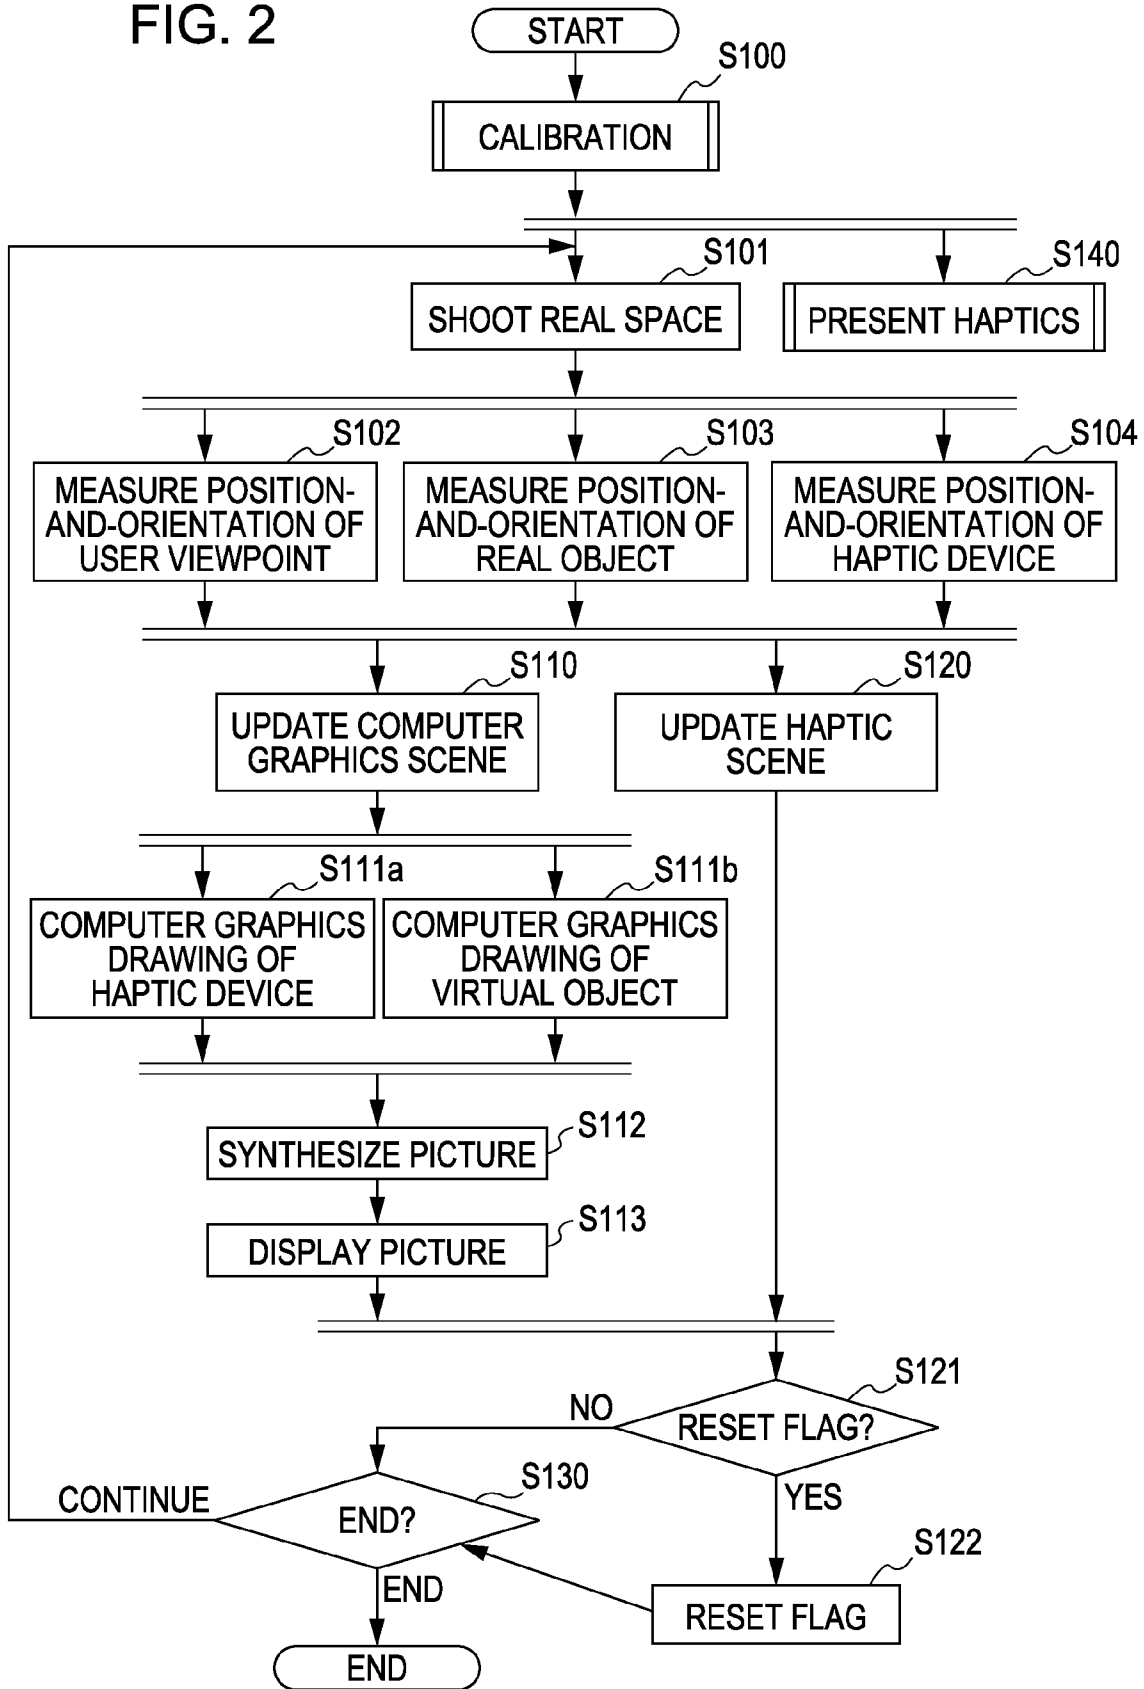 FIG. 2
START
S100
CALIBRATION
S101
SHOOT REAL SPACE
S140
PRESENT HAPTICS
S102
MEASURE POSITION-
AND-ORIENTATION OF
USER VIEWPOINT
S103
MEASURE POSITION-
AND-ORIENTATION OF
REAL OBJECT
S104
MEASURE POSITION-
AND-ORIENTATION OF
HAPTIC DEVICE
S110
UPDATE COMPUTER
GRAPHICS SCENE
S120
UPDATE HAPTIC
SCENE
S111a
COMPUTER GRAPHICS
DRAWING OF
HAPTIC DEVICE
S111b
COMPUTER GRAPHICS
DRAWING OF
VIRTUAL OBJECT
S112
SYNTHESIZE PICTURE
S113
DISPLAY PICTURE
S121
RESET FLAG?
NO
YES
S130
END?
CONTINUE
S122
RESET FLAG
END
END